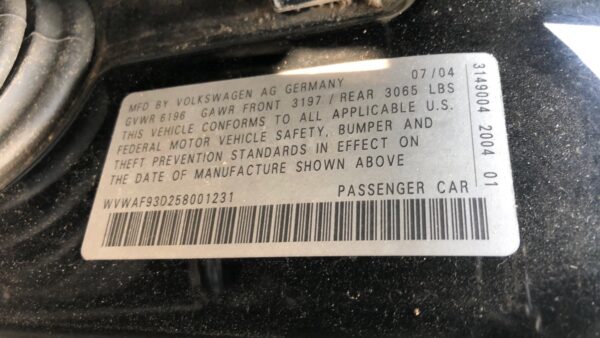 MFD BY VOLKSWAGEN AG GERMANY 07/04
GVWR 6196 GAWR FRONT 3197 / REAR 3065 LBS
THIS VEHICLE CONFORMS TO ALL APPLICABLE U.S.
FEDERAL MOTOR VEHICLE SAFETY, BUMPER AND
THEFT PREVENTION STANDARDS IN EFFECT ON
THE DATE OF MANUFACTURE SHOWN ABOVE
WVWAF93D258001231 PASSENGER CAR
3149004 2004 01